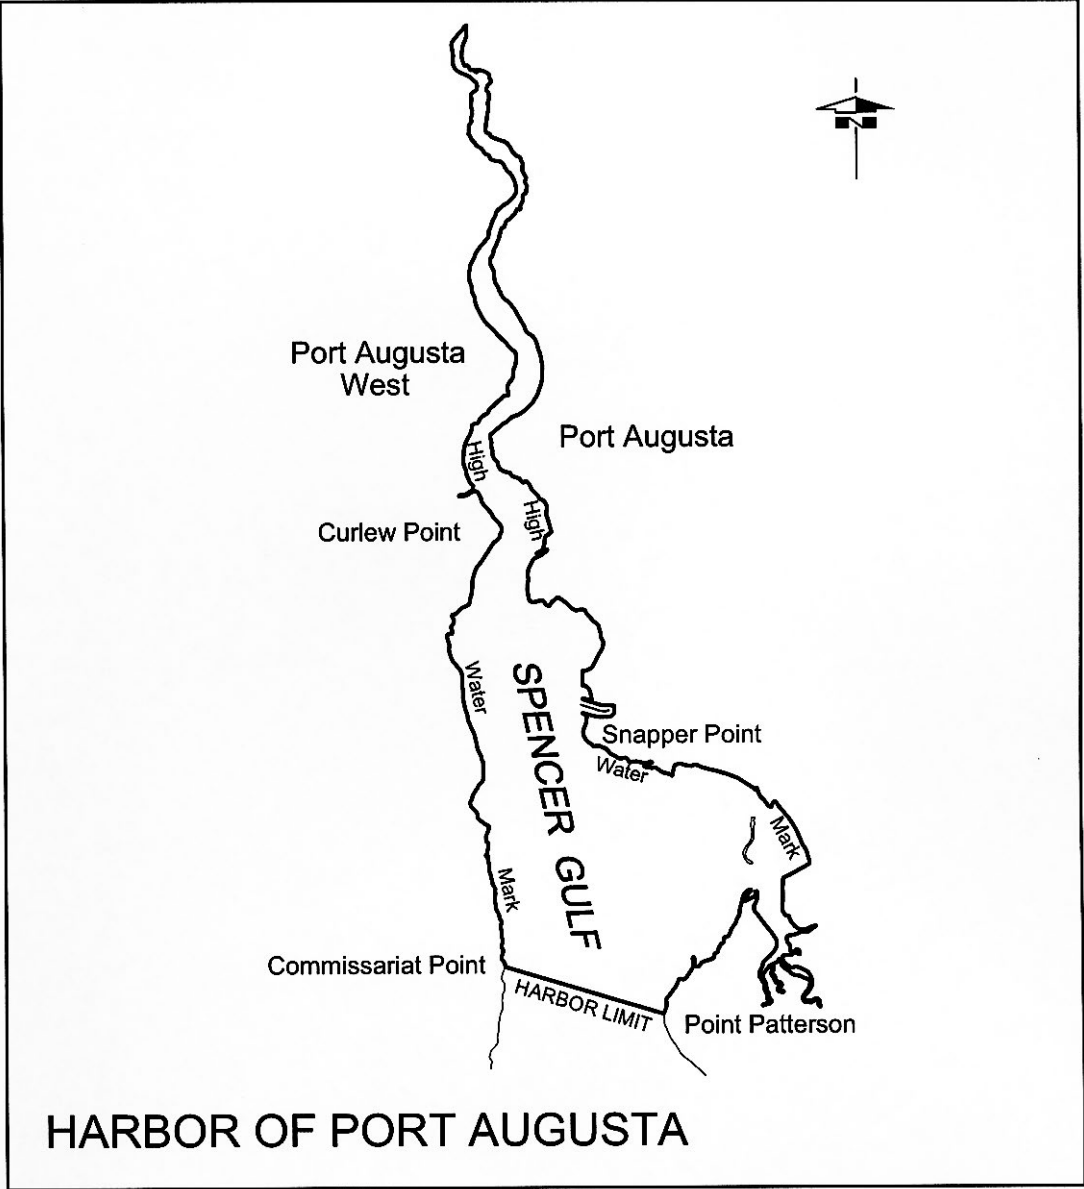 N
Port Augusta
West
Port Augusta
High
High
Curlew Point
Water
SPENCER GULF
Snapper Point
Water
Mark
Mark
Commissariat Point
HARBOR LIMIT
Point Patterson
HARBOR OF PORT AUGUSTA